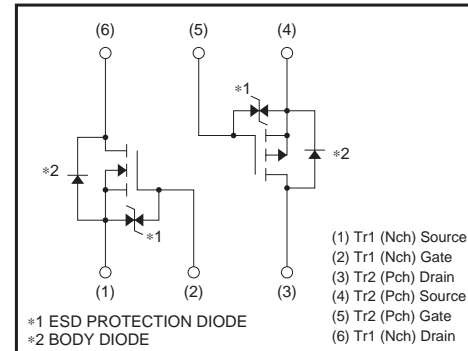 (6) (5) (4)
*1
*2
*2
*1
(1) (2) (3)
(1) Tr1 (Nch) Source
(2) Tr1 (Nch) Gate
(3) Tr2 (Pch) Drain
(4) Tr2 (Pch) Source
(5) Tr2 (Pch) Gate
(6) Tr1 (Nch) Drain
*1 ESD PROTECTION DIODE
*2 BODY DIODE